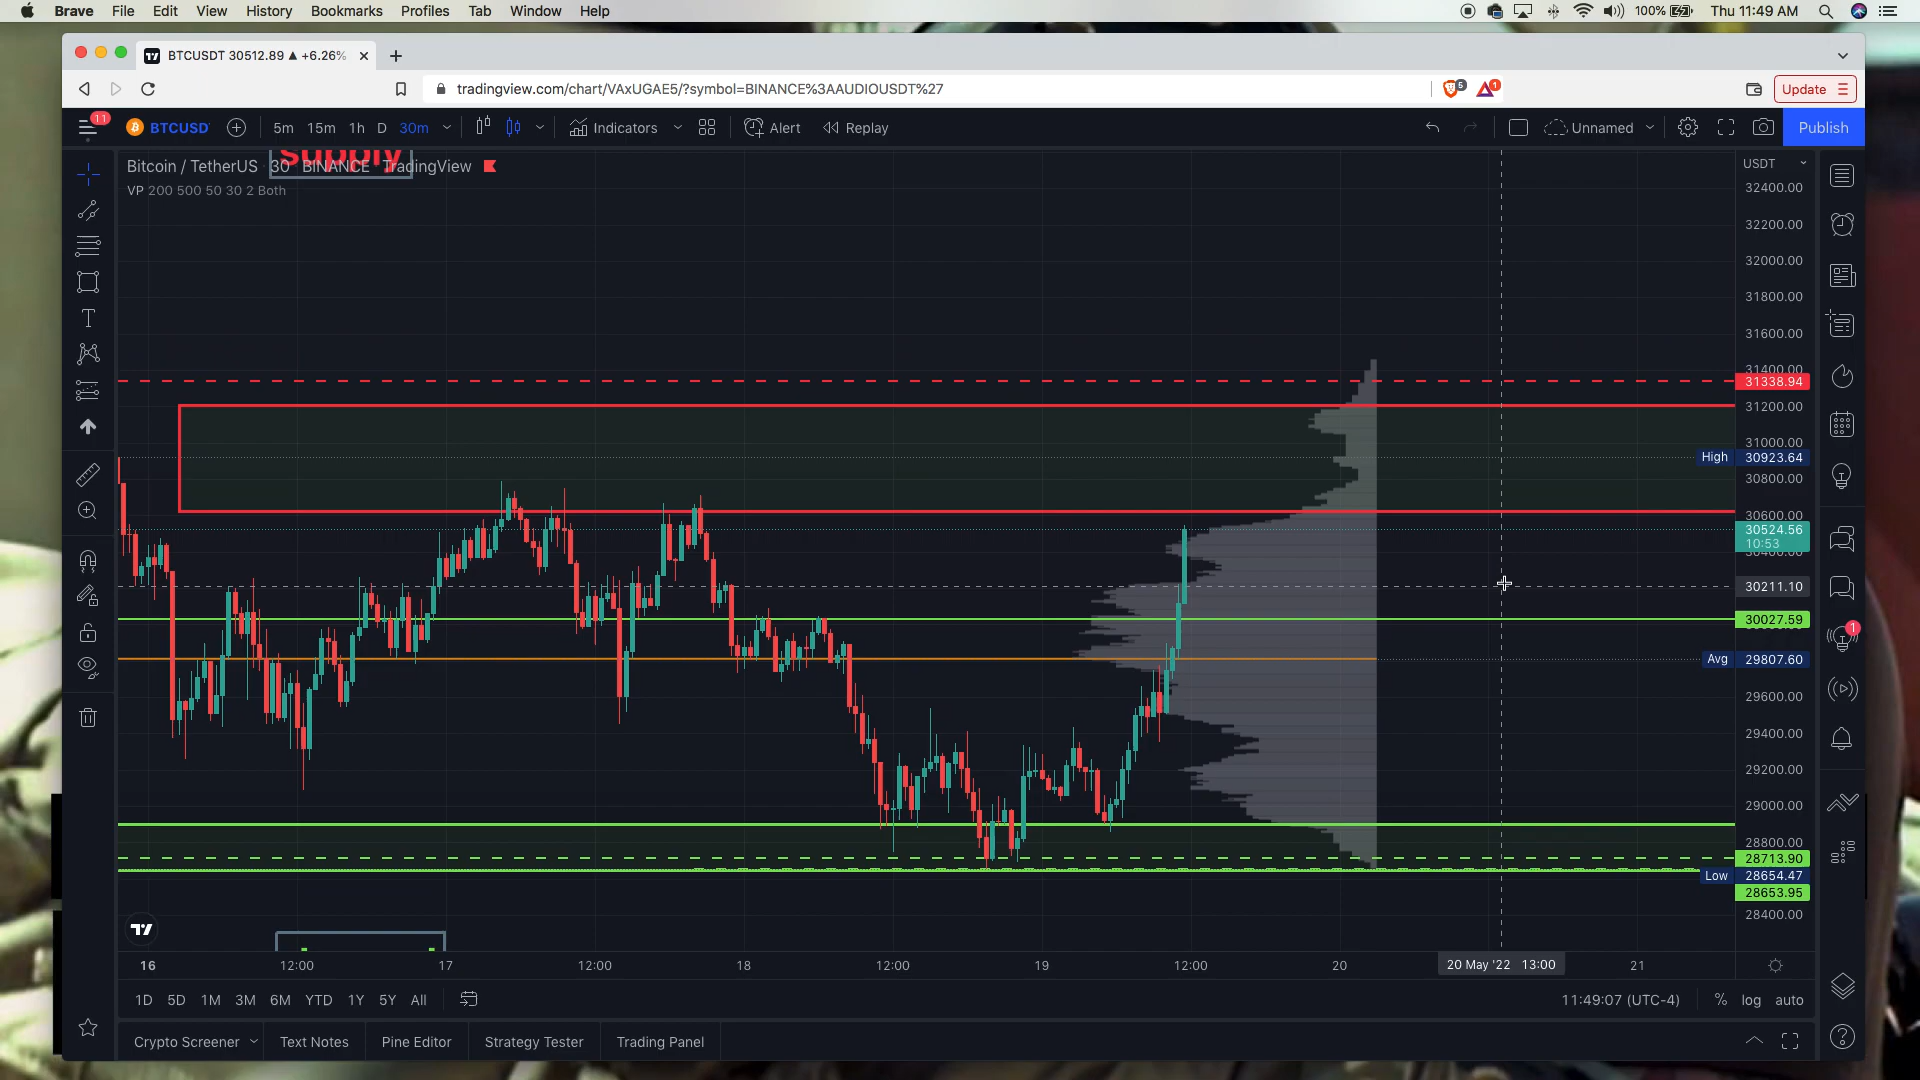 Brave File Edit View History Bookmarks Profiles Tab Window Help 100% Thu 11:49 AM
BTCUSDT 30512.89 ▲ +6.26%
tradingview.com/chart/VAxUGAE5/?symbol=BINANCE%3AAUDIOUSDT%27 5 1 Update
11 BTCUSD 5m 15m 1h D 30m Indicators Alert Replay Unnamed Publish
supply
Bitcoin / TetherUS 30 BINANCE TradingView
VP 200 500 50 30 2 Both
USDT
32400.00
32200.00
32000.00
31800.00
31600.00
31400.00
31338.94
31200.00
31000.00
High 30923.64
30800.00
30600.00
30524.56
10:53
30400.00
30211.10
30027.59
1
Avg 29807.60
29600.00
29400.00
29200.00
29000.00
28800.00
28713.90
Low 28654.47
28653.95
28400.00
16 12:00 17 12:00 18 12:00 19 12:00 20 20 May '22 13:00 21
1D 5D 1M 3M 6M YTD 1Y 5Y All 11:49:07 (UTC-4) % log auto
Crypto Screener Text Notes Pine Editor Strategy Tester Trading Panel